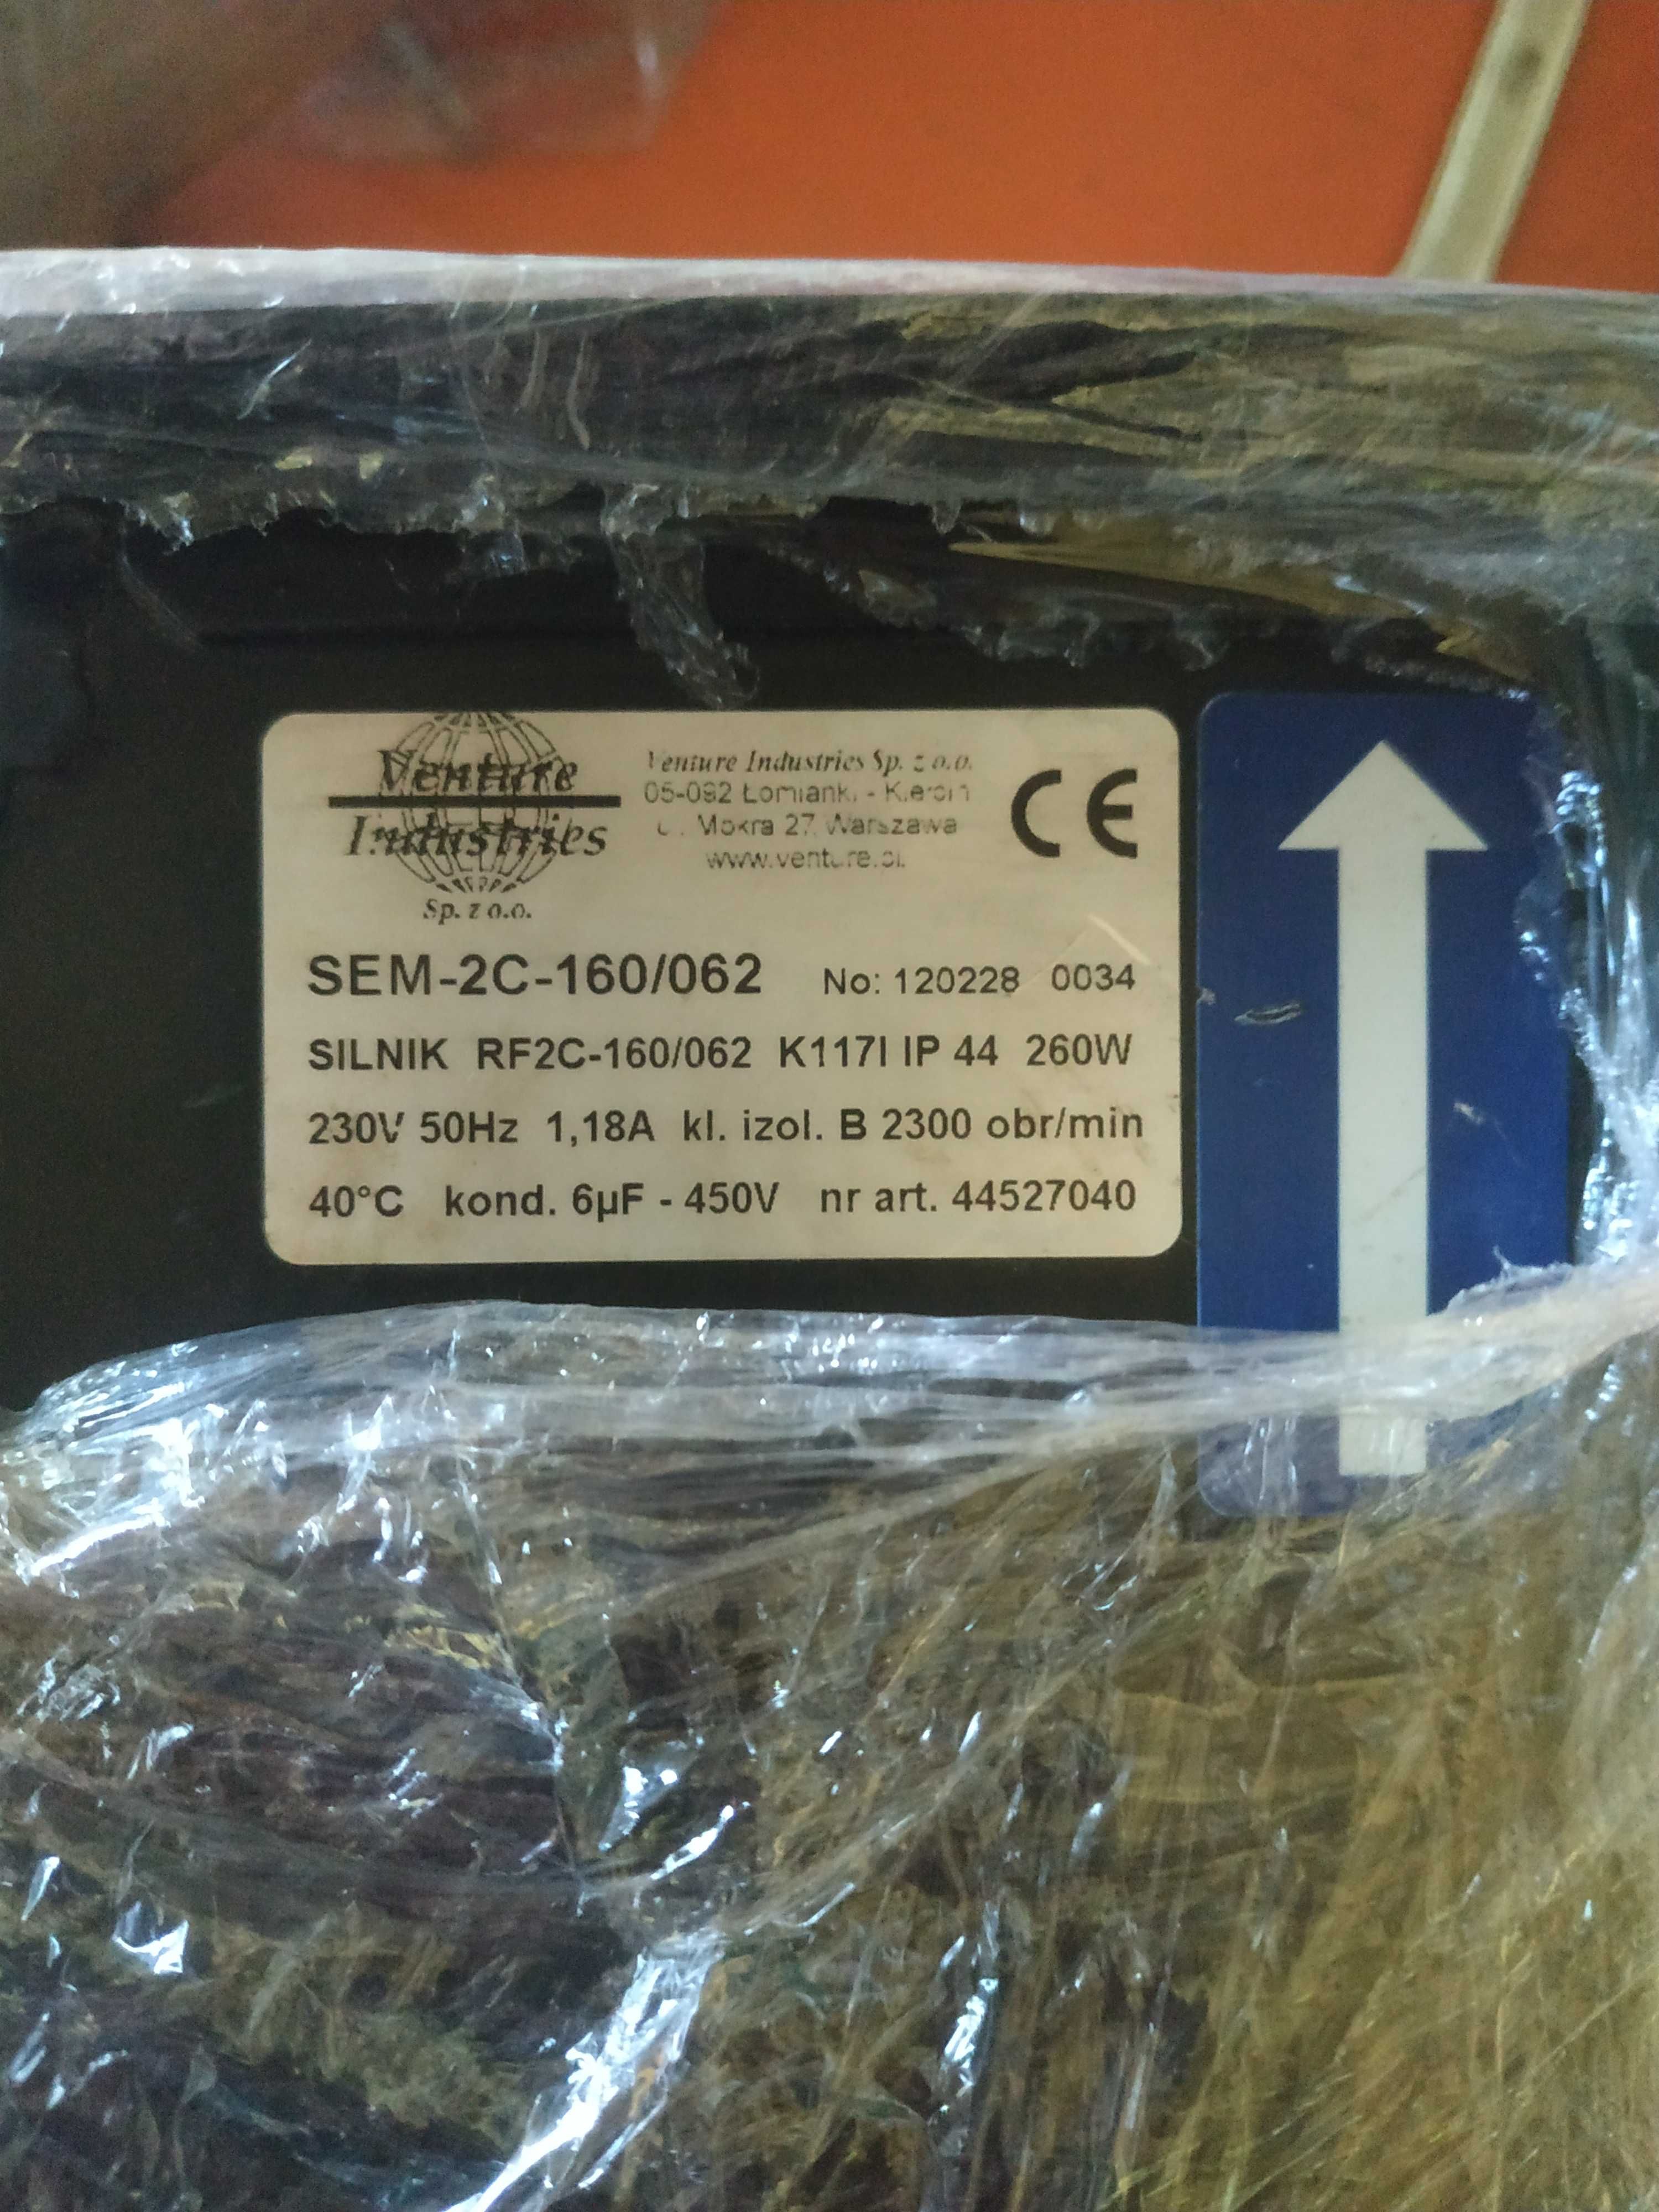 Venture
Industries
Sp. z o.o.
Venture Industries Sp. z o.o.
05-092 Łomianki - Kiełpin
ul. Mokra 27, Warszawa
www.venture.pl
CE
SEM-2C-160/062 No: 120228 0034
SILNIK RF2C-160/062 K117I IP 44 260W
230V 50Hz 1,18A kl. izol. B 2300 obr/min
40°C kond. 6µF - 450V nr art. 44527040